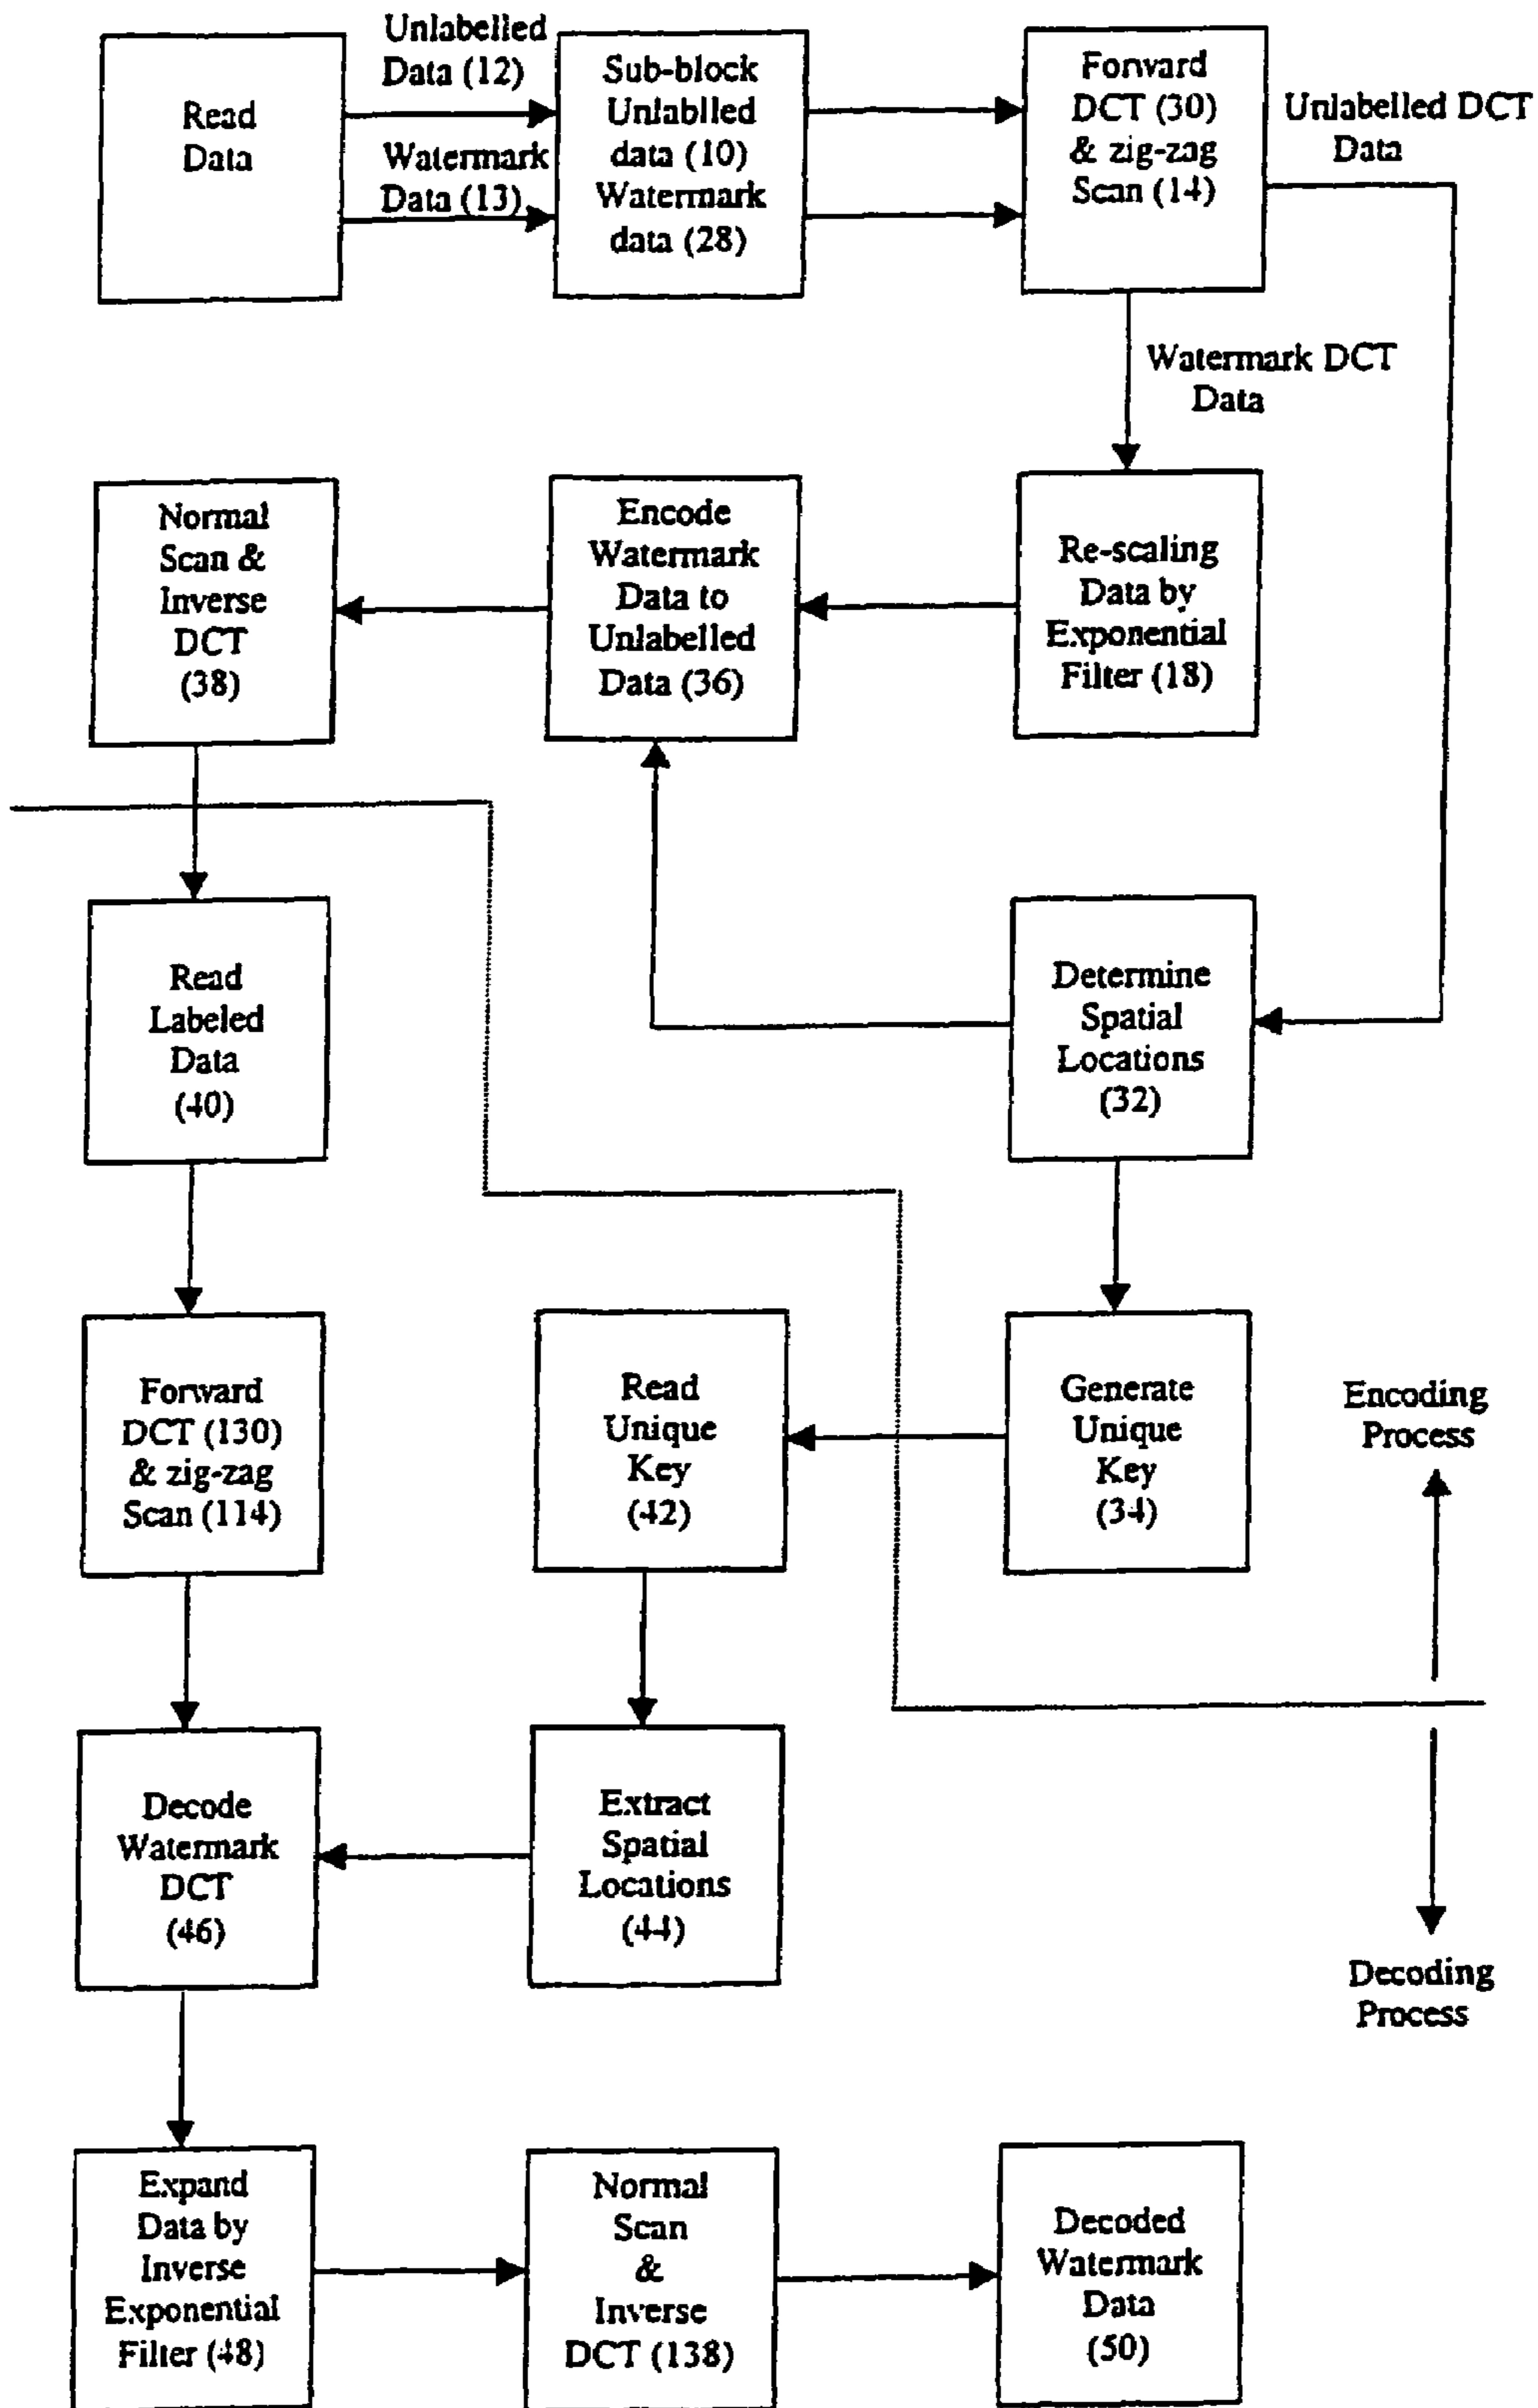 Read
Data
Unlabelled
Data (12)
Watermark
Data (13)
Sub-block
Unlablled
data (10)
Watermark
data (28)
Forward
DCT (30)
& zig-zag
Scan (14)
Unlabelled DCT
Data
Watermark DCT
Data
Normal
Scan &
Inverse
DCT
(38)
Encode
Watermark
Data to
Unlabelled
Data (36)
Re-scaling
Data by
Exponential
Filter (18)
Read
Labeled
Data
(40)
Determine
Spatial
Locations
(32)
Forward
DCT (130)
& zig-zag
Scan (114)
Read
Unique
Key
(42)
Generate
Unique
Key
(34)
Encoding
Process
Decode
Watermark
DCT
(46)
Extract
Spatial
Locations
(44)
Decoding
Process
Expand
Data by
Inverse
Exponential
Filter (48)
Normal
Scan
&
Inverse
DCT (138)
Decoded
Watermark
Data
(50)